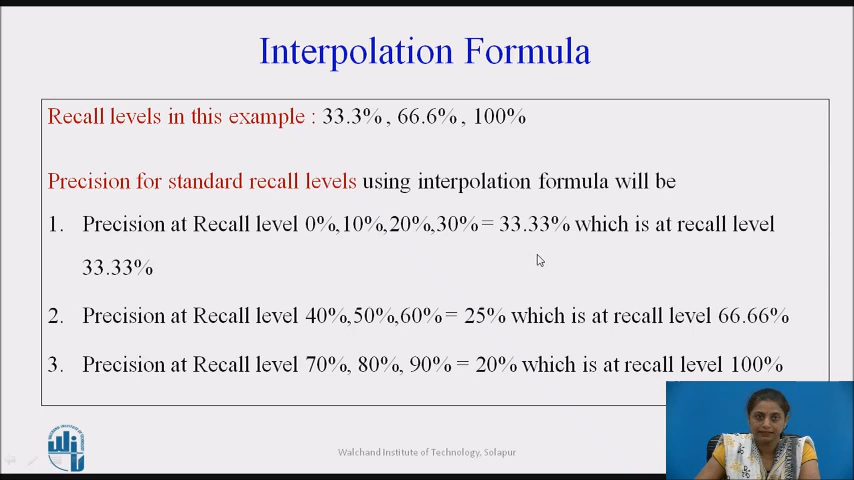 Interpolation Formula
Recall levels in this example : 33.3% , 66.6% , 100%
Precision for standard recall levels using interpolation formula will be
1. Precision at Recall level 0%,10%,20%,30% = 33.33% which is at recall level
33.33%
2. Precision at Recall level 40%,50%,60% = 25% which is at recall level 66.66%
3. Precision at Recall level 70%, 80%, 90% = 20% which is at recall level 100%
Walchand Institute of Technology, Solapur